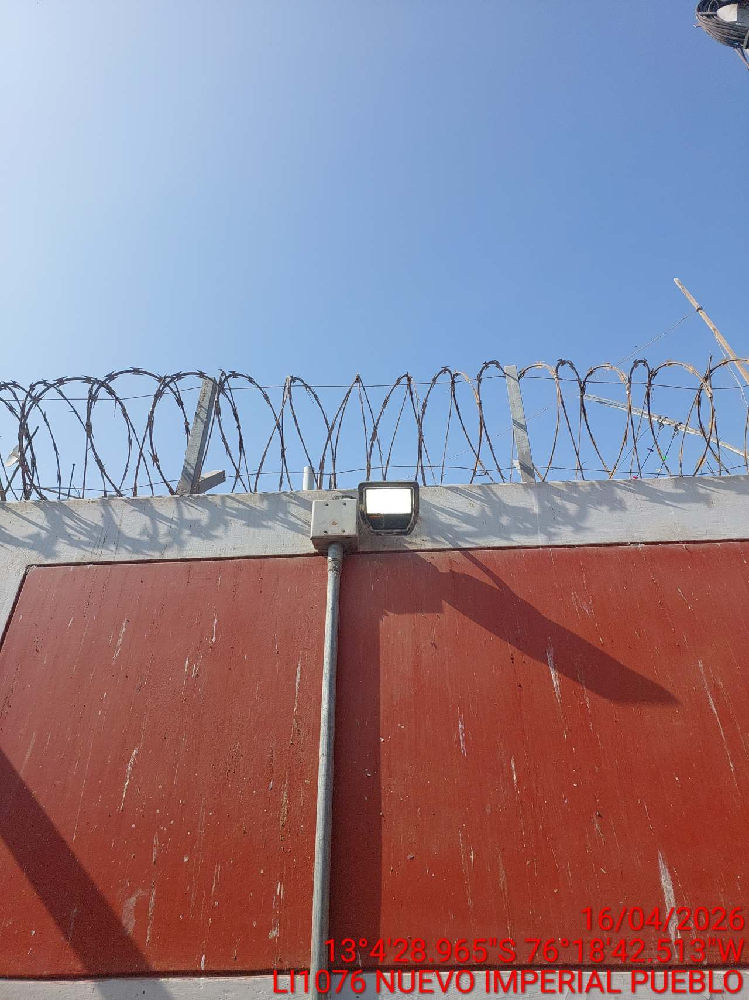 16/04/2026
13°4'28.965"S 76°18'42.513"W
LI1076 NUEVO IMPERIAL PUEBLO